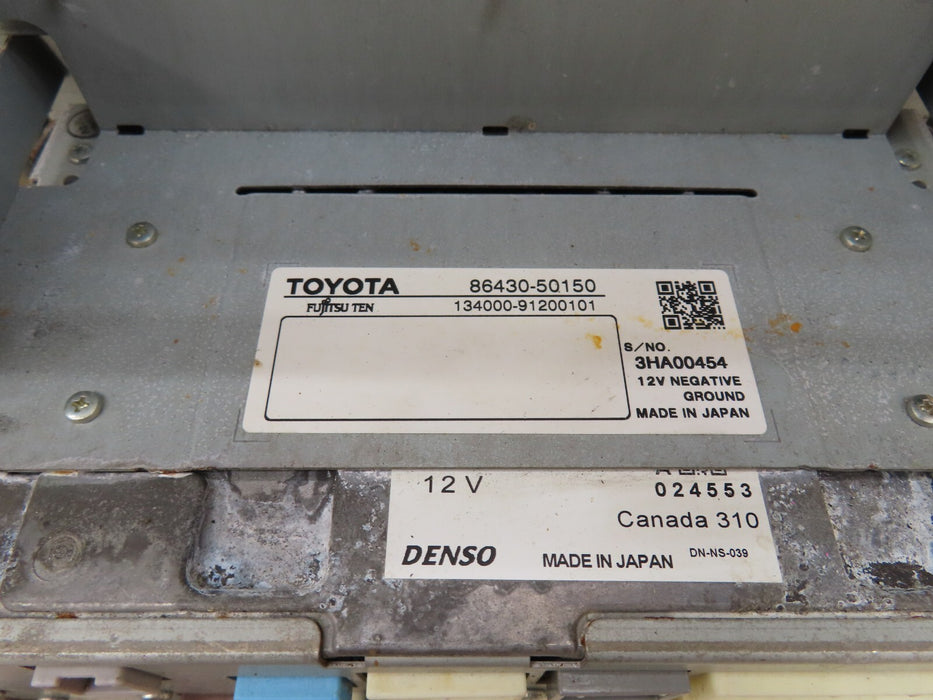 TOYOTA 86430-50150
FUJITSU TEN 134000-91200101
S/NO.
3HA00454
12V NEGATIVE
GROUND
MADE IN JAPAN
12 V
024553
Canada 310
DENSO MADE IN JAPAN DN-NS-039